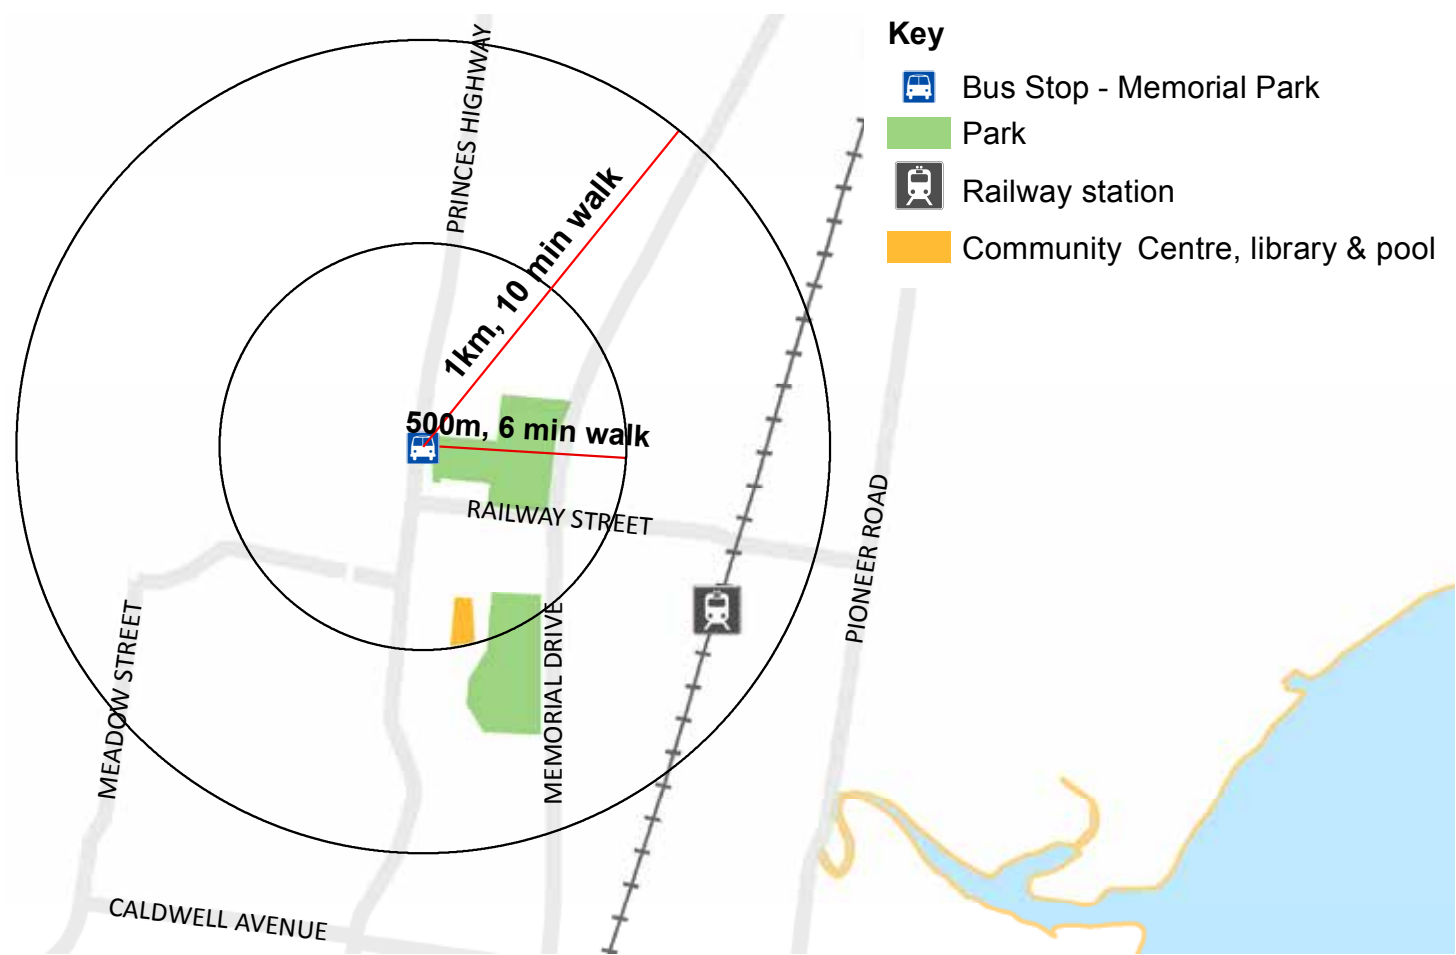 Key
Bus Stop - Memorial Park
Park
Railway station
Community Centre, library & pool
PRINCES HIGHWAY
1km, 10 min walk
500m, 6 min walk
RAILWAY STREET
PIONEER ROAD
MEADOW STREET
MEMORIAL DRIVE
CALDWELL AVENUE